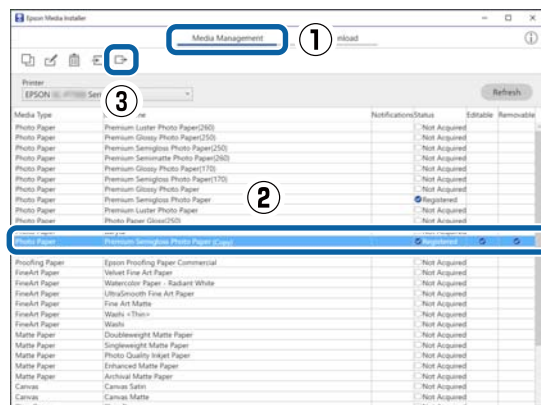 Epson Media Installer
Media Management
nload
①
Printer
EPSON Seri
③
Refresh
Media Type Notifications Status Editable Removable
Photo Paper Premium Luster Photo Paper(260) Not Acquired
Photo Paper Premium Glossy Photo Paper(250) Not Acquired
Photo Paper Premium Semigloss Photo Paper(250) Not Acquired
Photo Paper Premium Semimatte Photo Paper(260) Not Acquired
Photo Paper Premium Glossy Photo Paper(170) Not Acquired
Photo Paper Premium Semigloss Photo Paper(170) Not Acquired
Photo Paper Premium Glossy Photo Paper Not Acquired
Photo Paper Premium Semigloss Photo Paper Registered
Photo Paper Premium Luster Photo Paper Not Acquired
Photo Paper Photo Paper Gloss(250) Not Acquired
②
Photo Paper Premium Semigloss Photo Paper (Copy) Registered
Proofing Paper Epson Proofing Paper Commercial Not Acquired
FineArt Paper Velvet Fine Art Paper Not Acquired
FineArt Paper Watercolor Paper - Radiant White Not Acquired
FineArt Paper UltraSmooth Fine Art Paper Not Acquired
FineArt Paper Fine Art Matte Not Acquired
FineArt Paper Washi <Thin> Not Acquired
FineArt Paper Washi Not Acquired
Matte Paper Doubleweight Matte Paper Not Acquired
Matte Paper Singleweight Matte Paper Not Acquired
Matte Paper Photo Quality Inkjet Paper Not Acquired
Matte Paper Enhanced Matte Paper Not Acquired
Matte Paper Archival Matte Paper Not Acquired
Canvas Canvas Satin Not Acquired
Canvas Canvas Matte Not Acquired